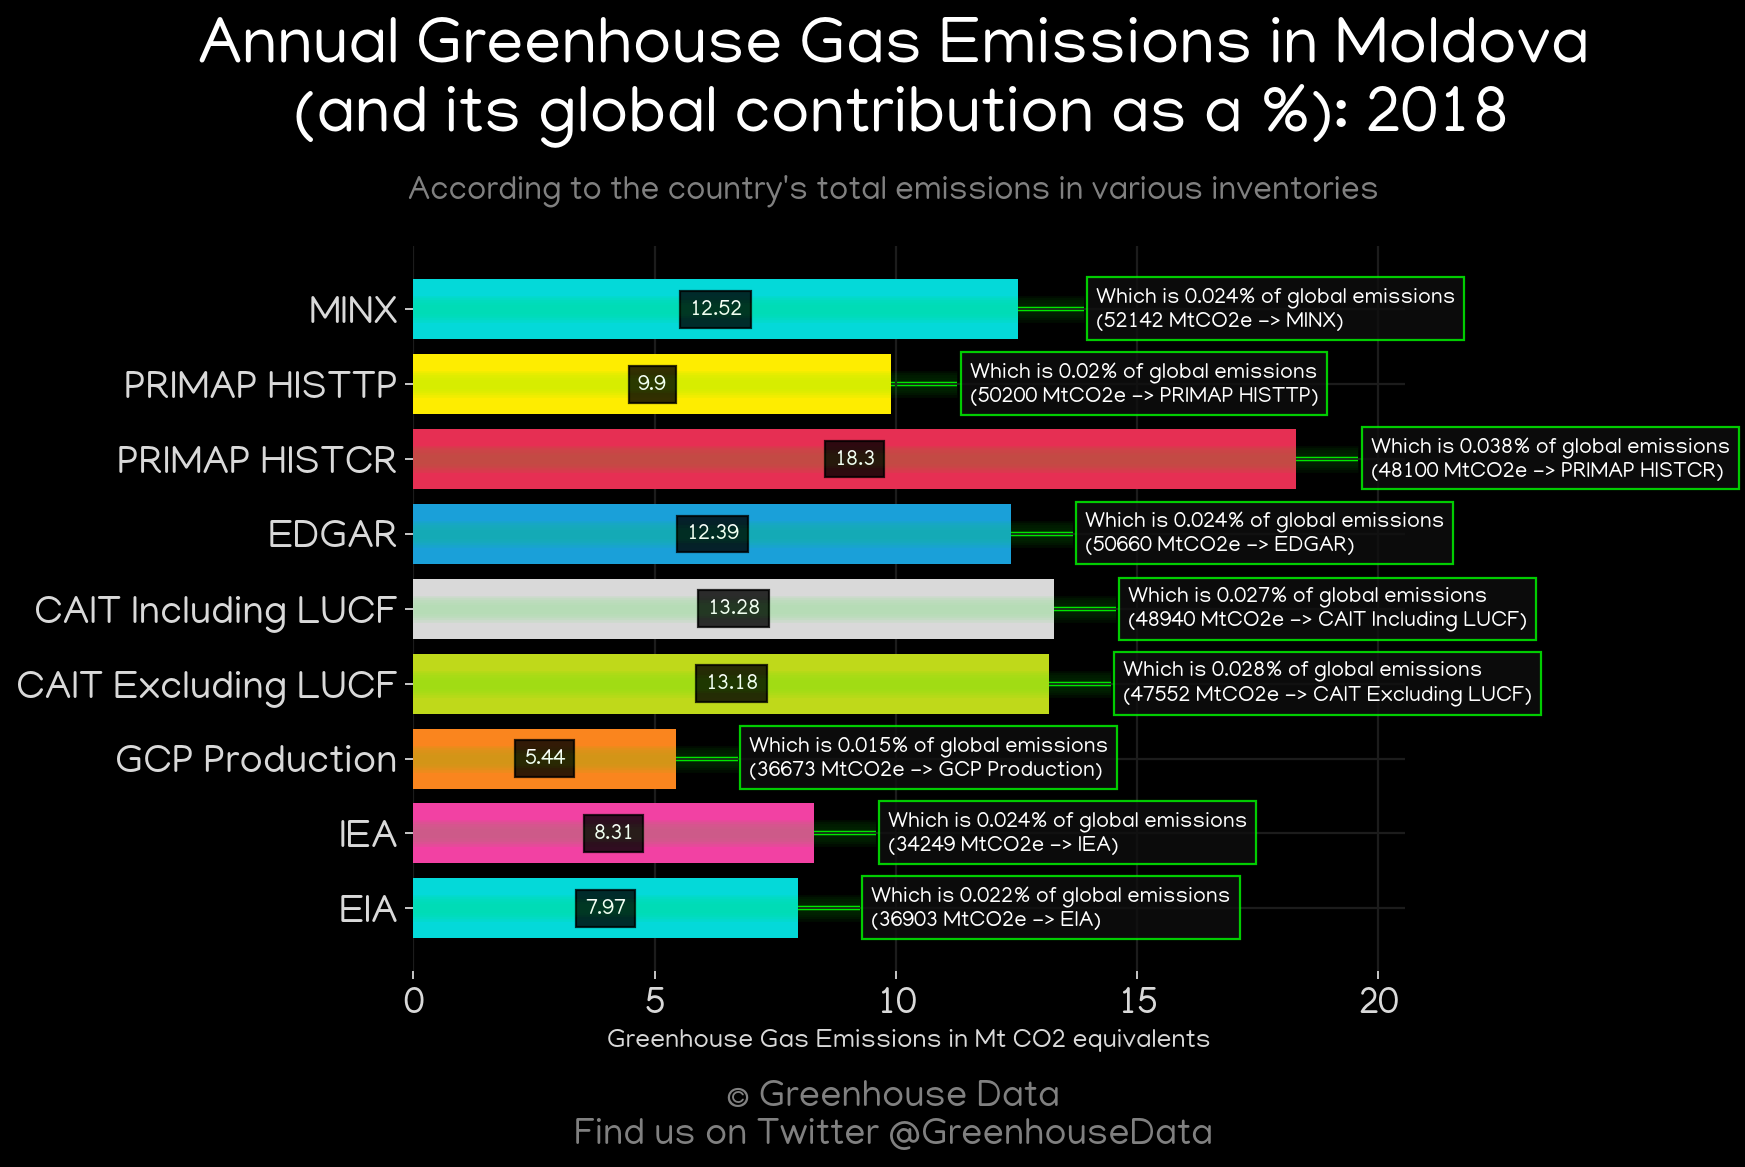 Annual Greenhouse Gas Emissions in Moldova
(and its global contribution as a %): 2018
According to the country's total emissions in various inventories
MINX
12.52
Which is 0.024% of global emissions
(52142 MtCO2e -> MINX)
PRIMAP HISTTP
9.9
Which is 0.02% of global emissions
(50200 MtCO2e -> PRIMAP HISTTP)
PRIMAP HISTCR
18.3
Which is 0.038% of global emissions
(48100 MtCO2e -> PRIMAP HISTCR)
EDGAR
12.39
Which is 0.024% of global emissions
(50660 MtCO2e -> EDGAR)
CAIT Including LUCF
13.28
Which is 0.027% of global emissions
(48940 MtCO2e -> CAIT Including LUCF)
CAIT Excluding LUCF
13.18
Which is 0.028% of global emissions
(47552 MtCO2e -> CAIT Excluding LUCF)
GCP Production
5.44
Which is 0.015% of global emissions
(36673 MtCO2e -> GCP Production)
IEA
8.31
Which is 0.024% of global emissions
(34249 MtCO2e -> IEA)
EIA
7.97
Which is 0.022% of global emissions
(36903 MtCO2e -> EIA)
0 5 10 15 20
Greenhouse Gas Emissions in Mt CO2 equivalents
© Greenhouse Data
Find us on Twitter @GreenhouseData